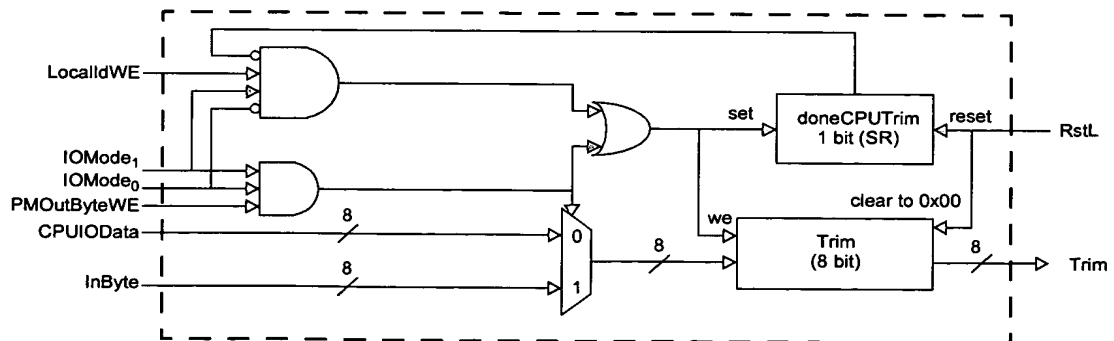 LocalIdWE
IOMode1
IOMode0
PMOutByteWE
CPUIOData
8
InByte
8
0
1
8
set
doneCPUTrim
1 bit (SR)
reset
RstL
clear to 0x00
we
Trim
(8 bit)
8
Trim